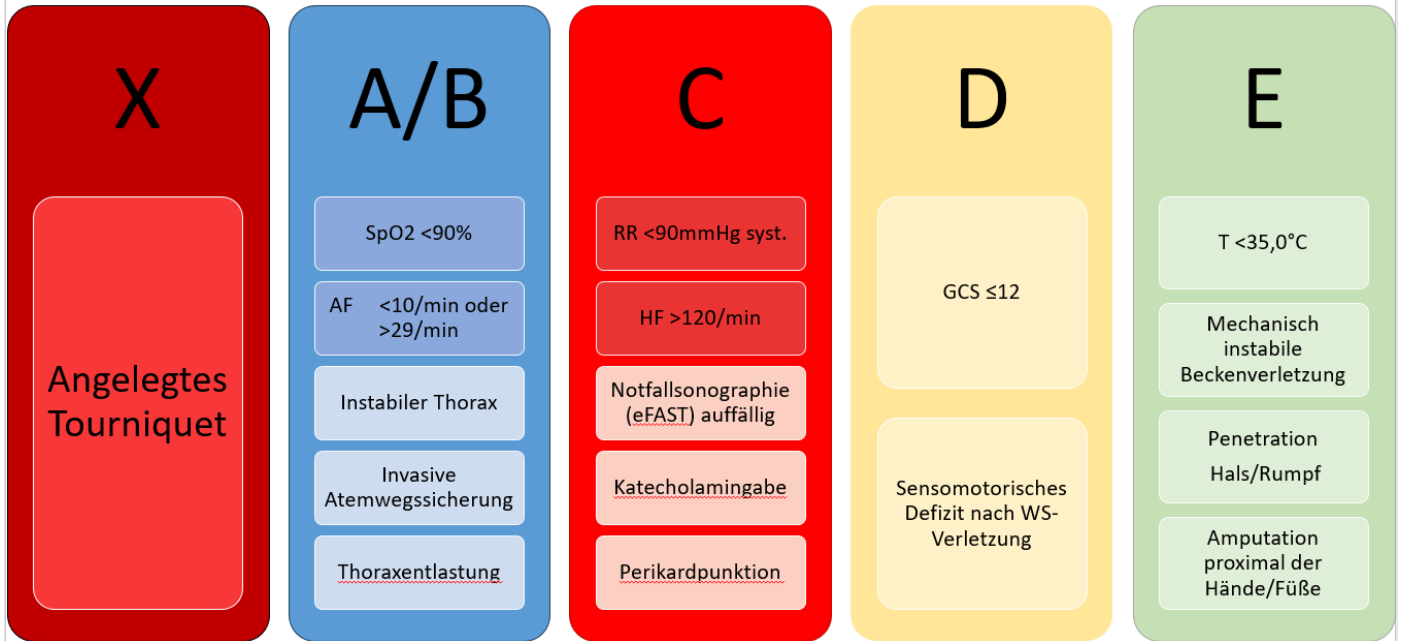 X
Angelegtes
Tourniquet
A/B
SpO2 <90%
AF <10/min oder
>29/min
Instabiler Thorax
Invasive
Atemwegssicherung
Thoraxentlastung
C
RR <90mmHg syst.
HF >120/min
Notfallsonographie
(eFAST) auffällig
Katecholamingabe
Perikardpunktion
D
GCS ≤12
Sensomotorisches
Defizit nach WS-
Verletzung
E
T <35,0°C
Mechanisch
instabile
Beckenverletzung
Penetration
Hals/Rumpf
Amputation
proximal der
Hände/Füße